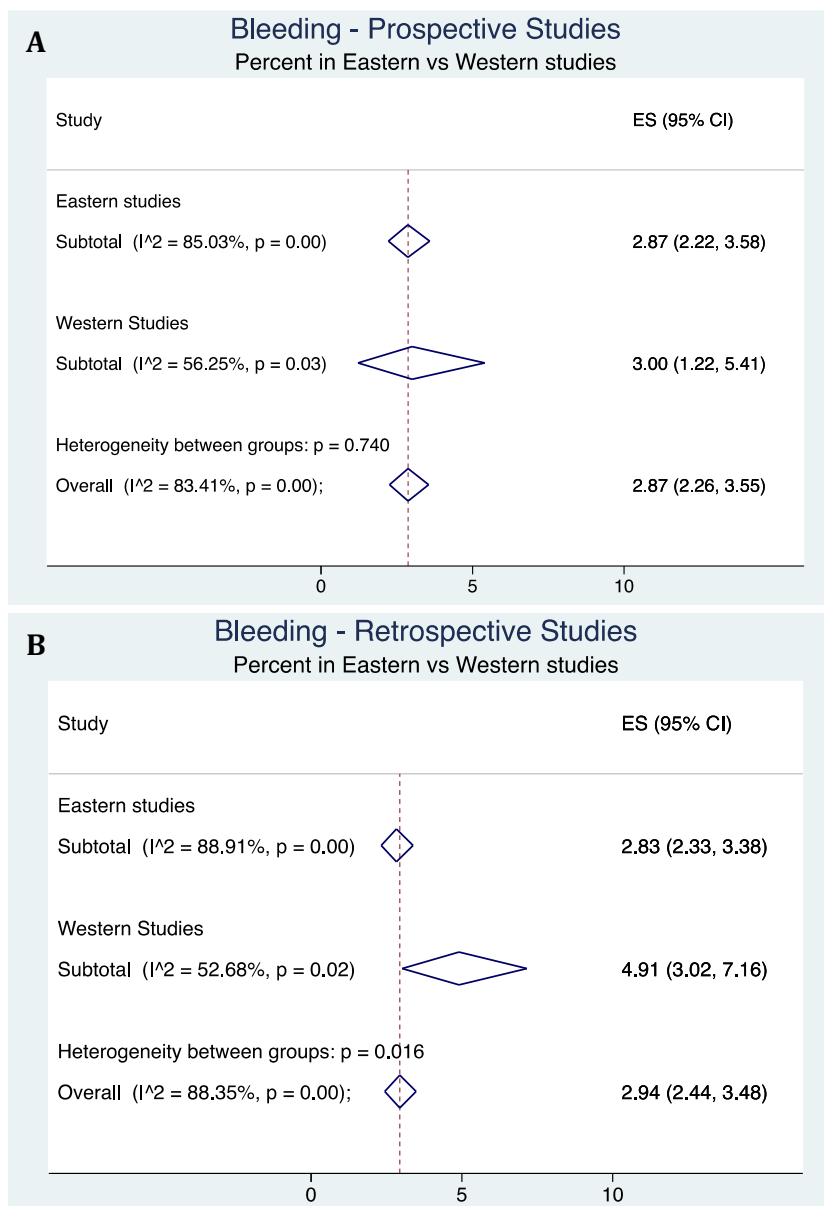 A
Bleeding - Prospective Studies
Percent in Eastern vs Western studies
Study ES (95% CI)
Eastern studies
Subtotal (I^2 = 85.03%, p = 0.00) 2.87 (2.22, 3.58)
Western Studies
Subtotal (I^2 = 56.25%, p = 0.03) 3.00 (1.22, 5.41)
Heterogeneity between groups: p = 0.740
Overall (I^2 = 83.41%, p = 0.00); 2.87 (2.26, 3.55)
0 5 10
B
Bleeding - Retrospective Studies
Percent in Eastern vs Western studies
Study ES (95% CI)
Eastern studies
Subtotal (I^2 = 88.91%, p = 0.00) 2.83 (2.33, 3.38)
Western Studies
Subtotal (I^2 = 52.68%, p = 0.02) 4.91 (3.02, 7.16)
Heterogeneity between groups: p = 0.016
Overall (I^2 = 88.35%, p = 0.00); 2.94 (2.44, 3.48)
0 5 10